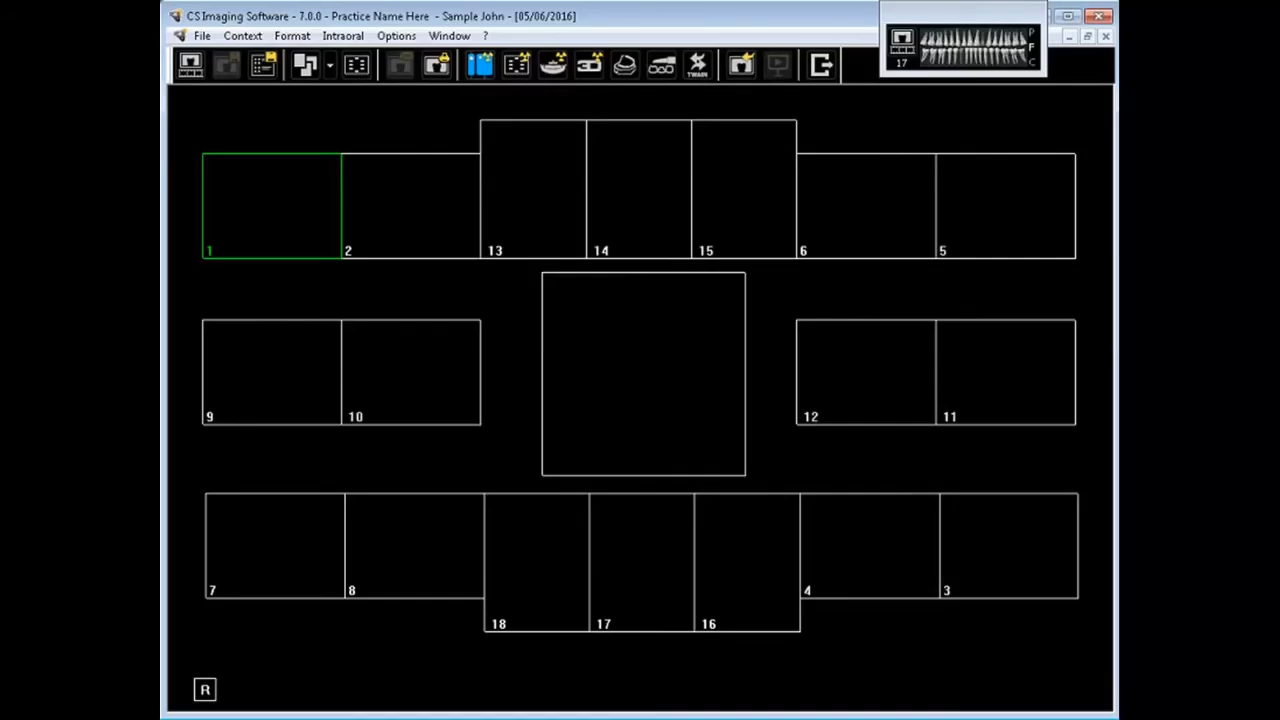 CS Imaging Software - 7.0.0 - Practice Name Here - Sample John - [05/06/2016]
File Context Format Intraoral Options Window ?
17
P
F
C
TWAIN
1 2 13 14 15 6 5
9 10 12 11
7 8 4 3
18 17 16
R